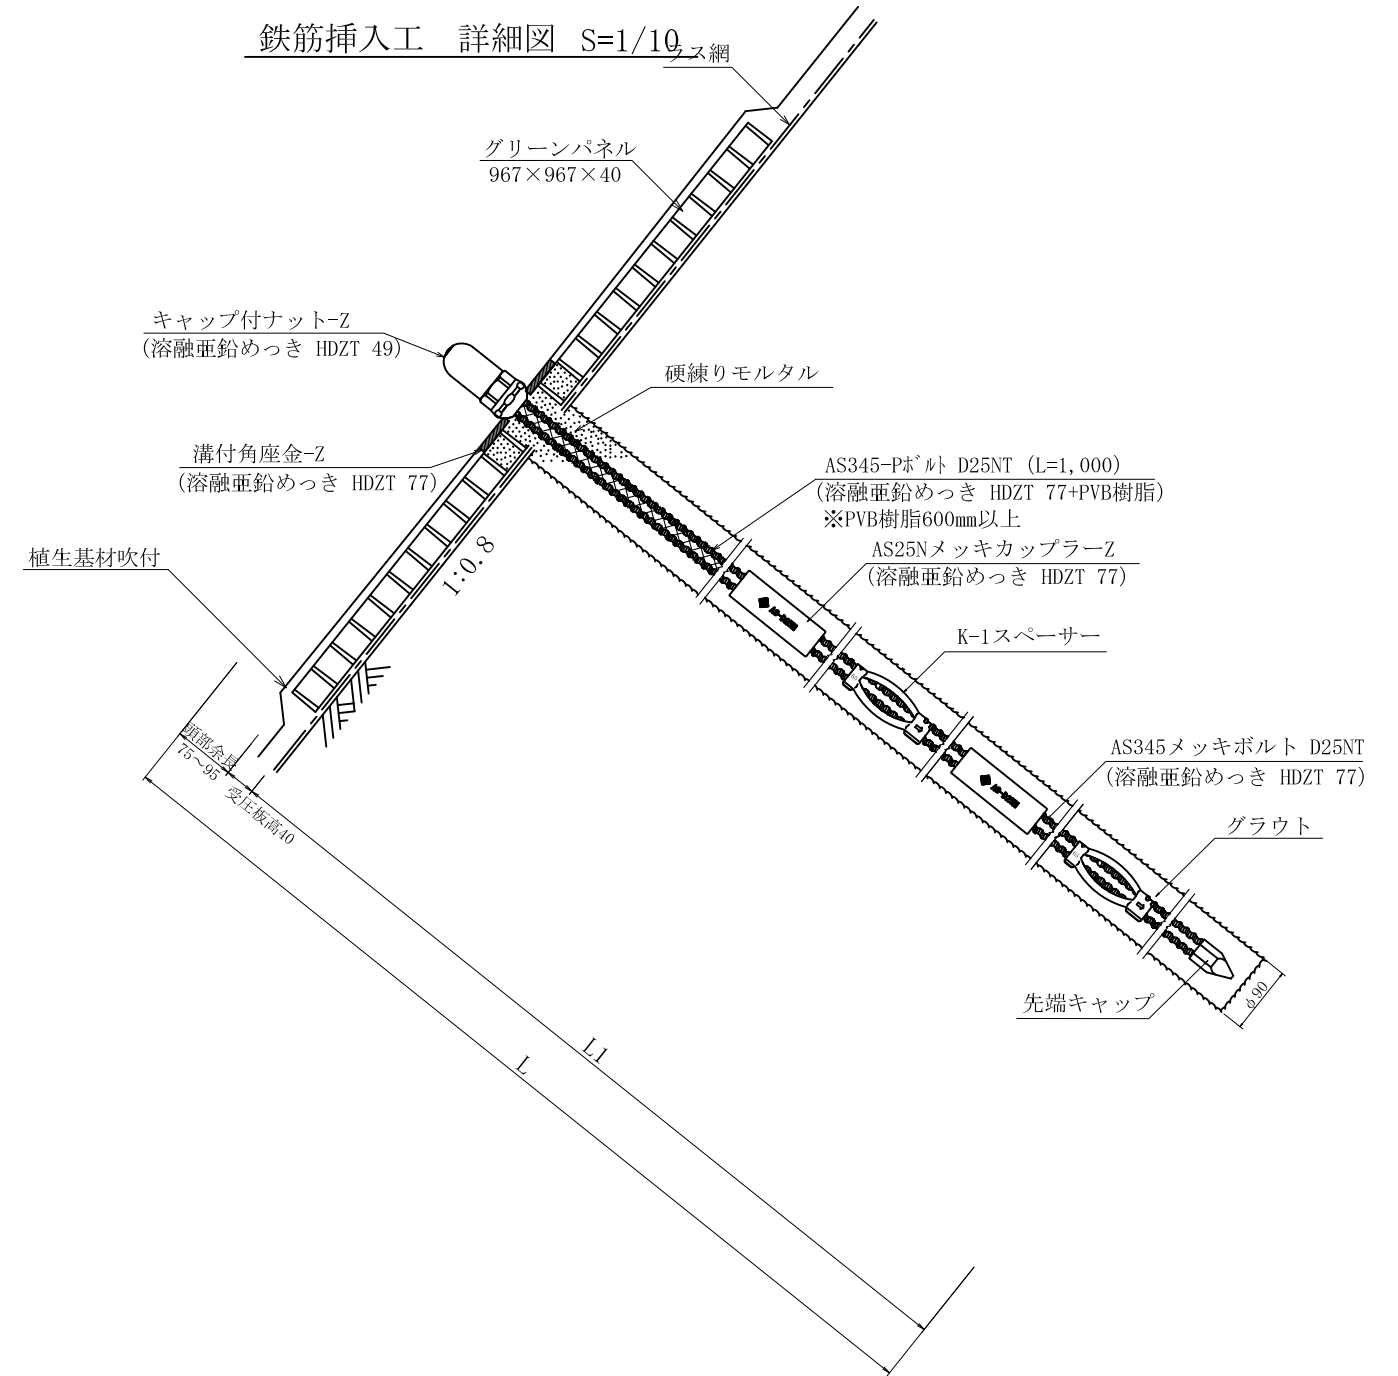 鉄筋挿入工　詳細図　S=1/10
ラス網
グリーンパネル
967×967×40
キャップ付ナット-Z
(溶融亜鉛めっき HDZT 49)
硬練りモルタル
溝付角座金-Z
(溶融亜鉛めっき HDZT 77)
AS345-Pボルト D25NT (L=1,000)
(溶融亜鉛めっき HDZT 77+PVB樹脂)
※PVB樹脂600mm以上
植生基材吹付
1:0.8
AS25NメッキカップラーZ
(溶融亜鉛めっき HDZT 77)
K-1スペーサー
頭部余長
75～95
受圧板高40
AS345メッキボルト D25NT
(溶融亜鉛めっき HDZT 77)
グラウト
先端キャップ
φ90
L1
L